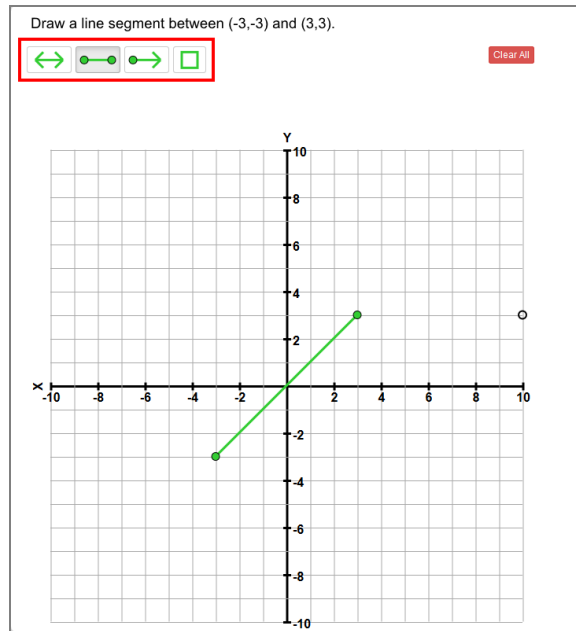 Draw a line segment between (-3,-3) and (3,3).
Clear All
Y
10
8
6
4
2
X
-10 -8 -6 -4 -2 2 4 6 8 10
-2
-4
-6
-8
-10